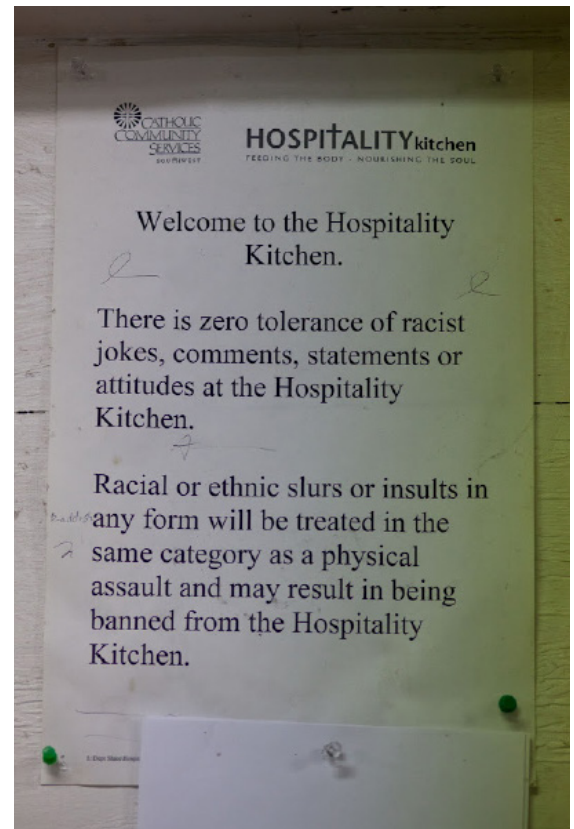 CATHOLIC
COMMUNITY
SERVICES
SOUTHWEST
HOSPITALITY kitchen
FEEDING THE BODY - NOURISHING THE SOUL
Welcome to the Hospitality
Kitchen.
There is zero tolerance of racist
jokes, comments, statements or
attitudes at the Hospitality
Kitchen.
Racial or ethnic slurs or insults in
any form will be treated in the
same category as a physical
assault and may result in being
banned from the Hospitality
Kitchen.